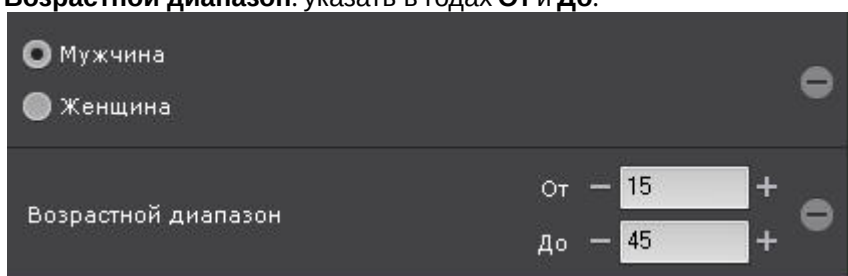 Возрастной диапазон: указать в годах От и До.
Мужчина
Женщина
От − 15 +
Возрастной диапазон
До − 45 +